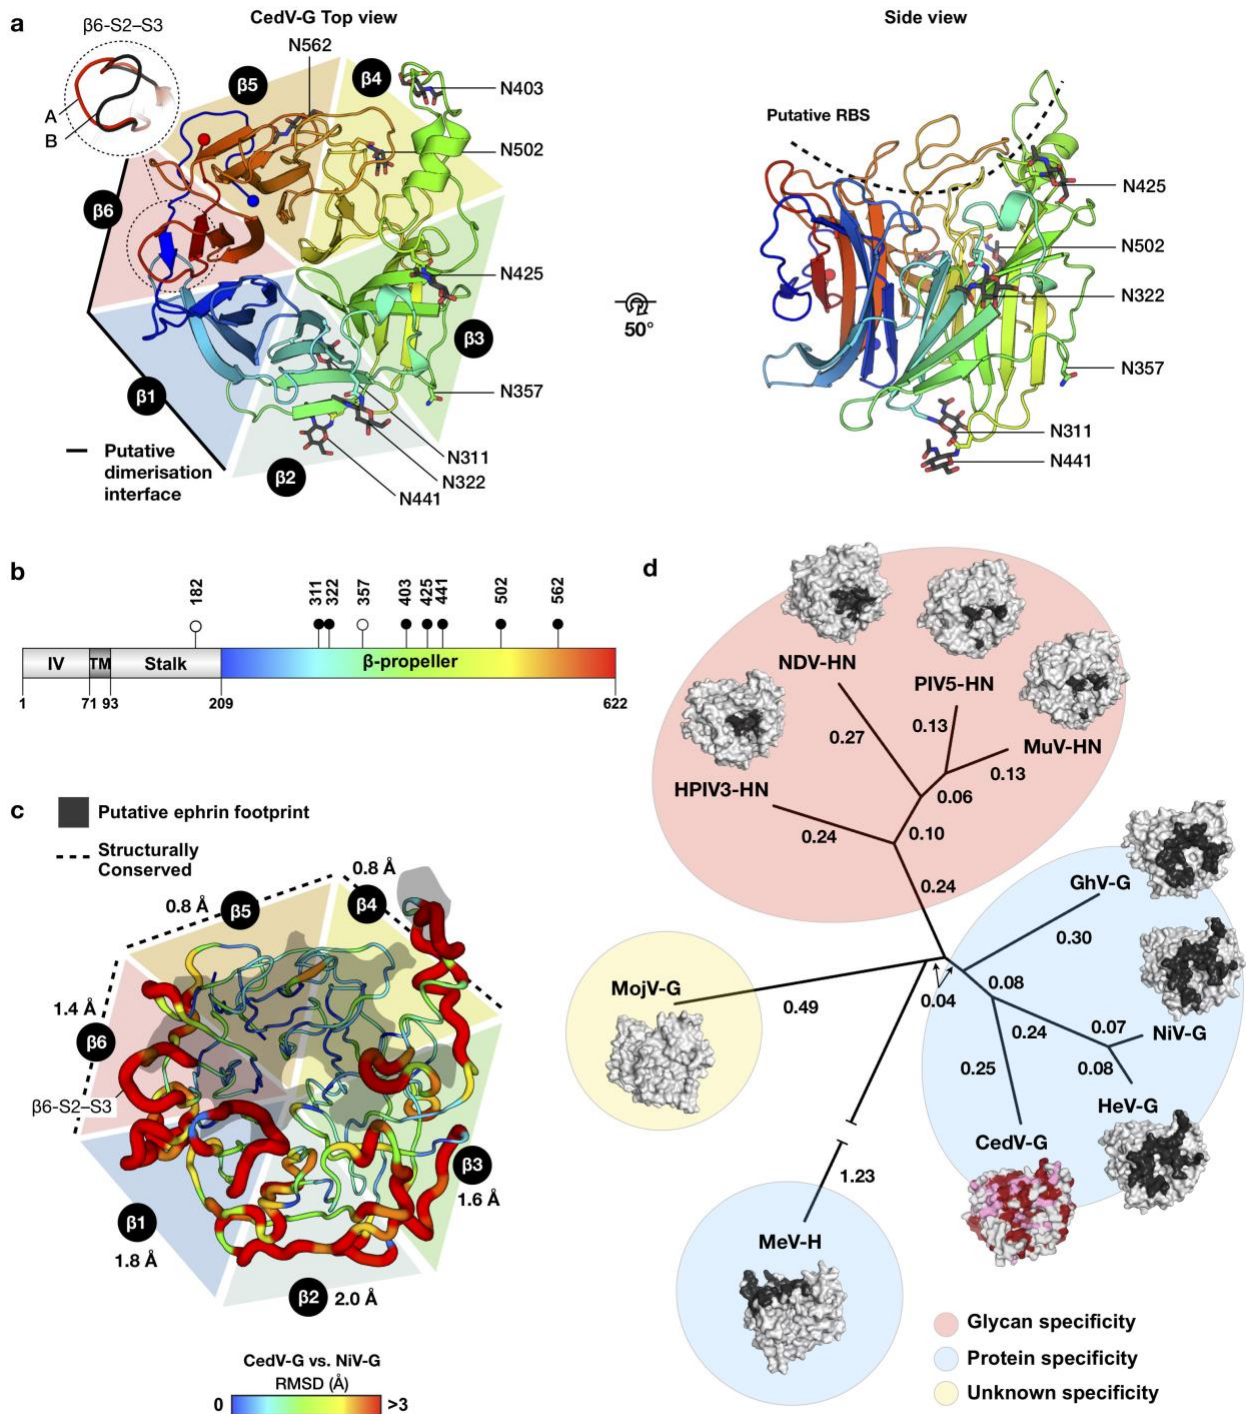 a
CedV-G Top view
Side view
β6-S2–S3
A
B
N562
β5
β4
N403
N502
β6
N425
β3
N357
β1
β2
N311
N322
N441
Putative
dimerisation
interface
50°
Putative RBS
N425
N502
N322
N357
N311
N441
b
182
311
322
357
403
425
441
502
562
IV
TM
Stalk
β-propeller
1
71
93
209
622
c
Putative ephrin footprint
Structurally
Conserved
0.8 Å
β5
0.8 Å
β4
1.4 Å
β6
β6-S2–S3
β3
1.6 Å
β1
1.8 Å
β2
2.0 Å
CedV-G vs. NiV-G
RMSD (Å)
0
>3
d
NDV-HN
PIV5-HN
MuV-HN
HPIV3-HN
0.27
0.13
0.13
0.06
0.24
0.10
0.24
GhV-G
0.30
MojV-G
0.49
0.04
0.08
0.24
0.07
NiV-G
0.08
0.25
HeV-G
CedV-G
1.23
MeV-H
Glycan specificity
Protein specificity
Unknown specificity